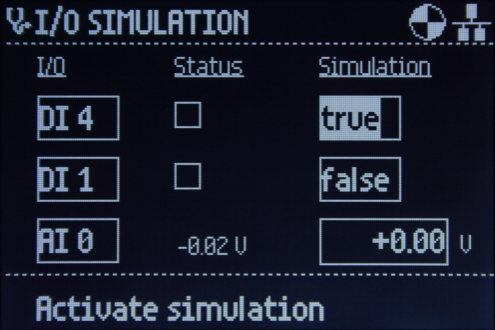 I/O SIMULATION
I/O Status Simulation
DI 4 true
DI 1 false
AI 0 -0.02 V +0.00 V
Activate simulation